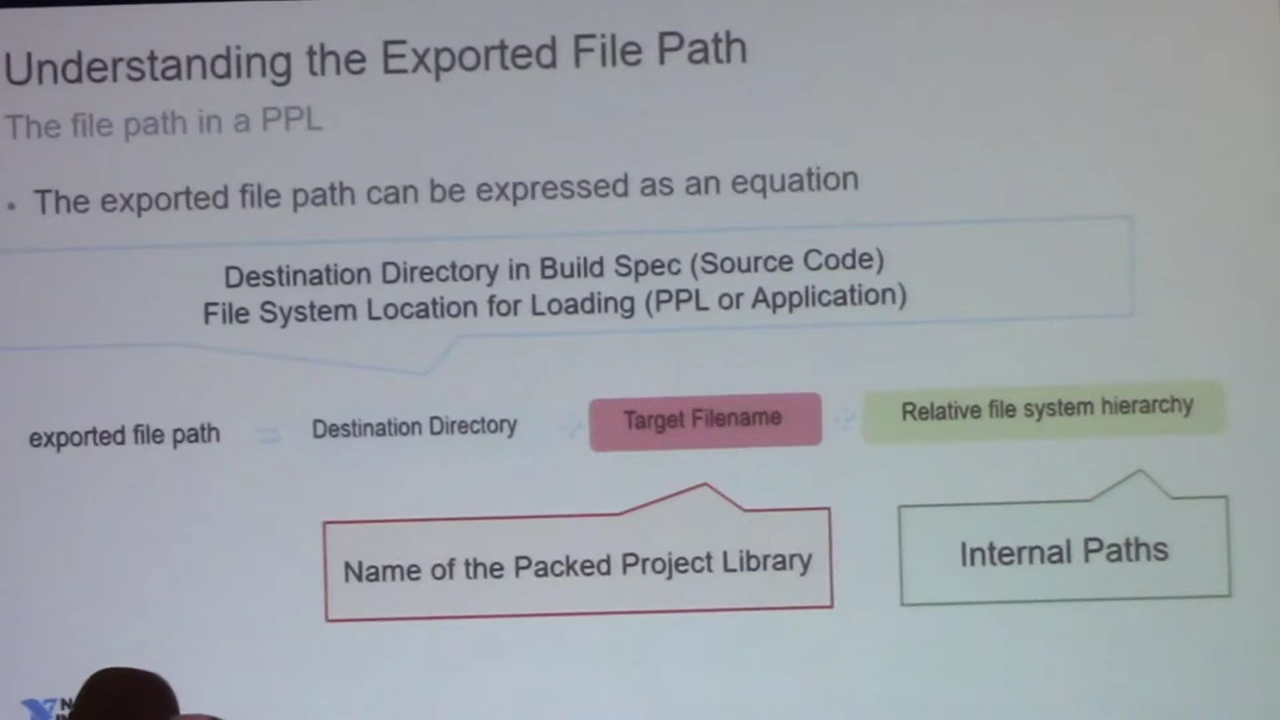 Understanding the Exported File Path
The file path in a PPL
• The exported file path can be expressed as an equation
Destination Directory in Build Spec (Source Code)
File System Location for Loading (PPL or Application)
exported file path = Destination Directory + Target Filename + Relative file system hierarchy
Name of the Packed Project Library
Internal Paths